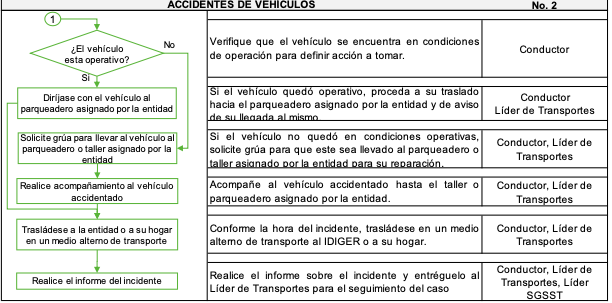 ACCIDENTES DE VEHÍCULOS
No. 2
1
¿El vehículo
esta operativo?
No
Si
Verifique que el vehículo se encuentra en condiciones
de operación para definir acción a tomar.
Conductor
Diríjase con el vehículo al
parqueadero asignado por la entidad
Si el vehículo quedó operativo, proceda a su traslado
hacia el parqueadero asignado por la entidad y de aviso
de su llegada al mismo.
Conductor
Líder de Transportes
Solicite grúa para llevar al vehículo al
parqueadero o taller asignado por la
entidad
Si el vehículo no quedó en condiciones operativas,
solicite grúa para que este sea llevado al parqueadero o
taller asignado por la entidad para su reparación.
Conductor, Líder de
Transportes
Realice acompañamiento al vehículo
accidentado
Acompañe al vehículo accidentado hasta el taller o
parqueadero asignado por la entidad.
Conductor, Líder de
Transportes
Trasládese a la entidad o a su hogar
en un medio alterno de transporte
Conforme la hora del incidente, trasládese en un medio
alterno de transporte al IDIGER o a su hogar.
Conductor, Líder de
Transportes
Realice el informe del incidente
Realice el informe sobre el incidente y entréguelo al
Líder de Transportes para el seguimiento del caso
Conductor, Líder de
Transportes, Líder
SGSST